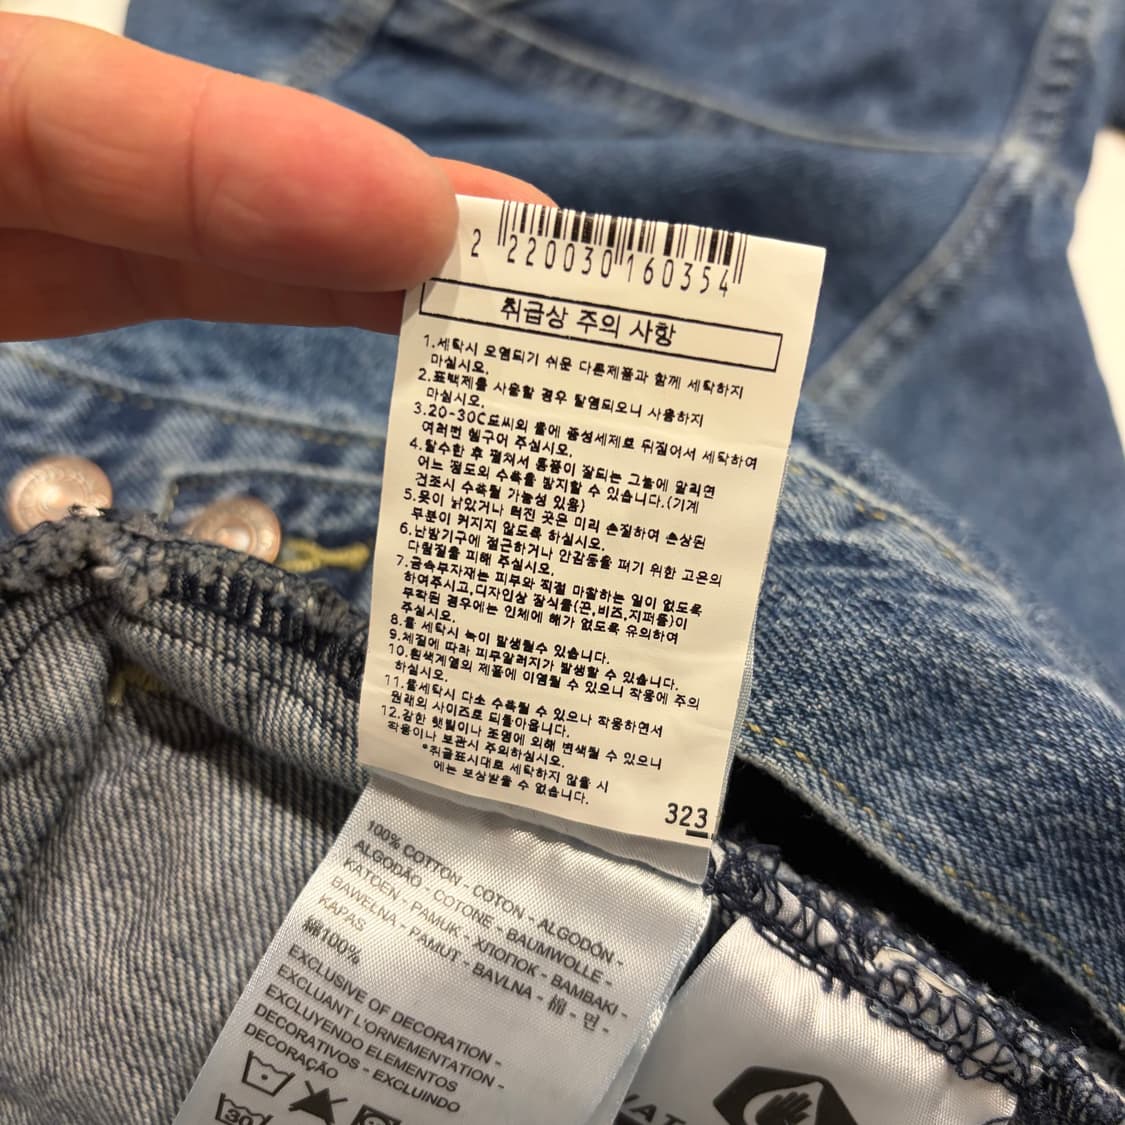 2 220030 160354
취급상 주의 사항
1.세탁시 오염되기 쉬운 다른제품과 함께 세탁하지
마십시오.
2.표백제를 사용할 경우 탈염되오니 사용하지
마십시오.
3.20-30C도씨의 물에 중성세제로 뒤집어서 세탁하여
여러번 헹구어 주십시오.
4.탈수한 후 펼쳐서 통풍이 잘되는 그늘에 말리면
어느 정도의 수축을 방지할 수 있습니다.(기계
건조시 수축될 가능성 있음)
5.옷이 낡았거나 터진 곳은 미리 손질하여 손상된
부분이 커지지 않도록 하십시오.
6.난방기구에 접근하거나 안감등을 펴기 위한 고온의
다림질을 피해 주십시오.
7.금속부자재는 피부와 직접 마찰하는 일이 없도록
하여주시고,디자인상 장식물(끈,비즈,지퍼풀)이
부착된 경우에는 인체에 해가 없도록 유의하여
주십시오.
8.물 세탁시 녹이 발생될수 있습니다.
9.체질에 따라 피부알러지가 발생할 수 있습니다.
10.흰색계열의 제품에 이염될 수 있으니 착용에 주의
하십시오.
11.물세탁시 다소 수축될 수 있으나 착용하면서
원래의 사이즈로 되돌아옵니다.
12.강한 햇빛이나 조명에 의해 변색될 수 있으니
착용이나 보관시 주의하십시오.
*취급표시대로 세탁하지 않을 시
에는 보상받을 수 없습니다.
323
100% COTTON - COTON - ALGODÓN -
ALGODÃO - COTONE - BAUMWOLLE -
KATOEN - PAMUK - ХЛОПОК - BAMBAKI -
BAWEŁNA - PAMUT - BAVLNA - 棉 - 면 -
KAPAS
綿100%
EXCLUSIVE OF DECORATION -
EXCLUANT L'ORNEMENTATION -
EXCLUYENDO ELEMENTOS
DECORATIVOS - EXCLUINDO
DECORAÇÃO
30